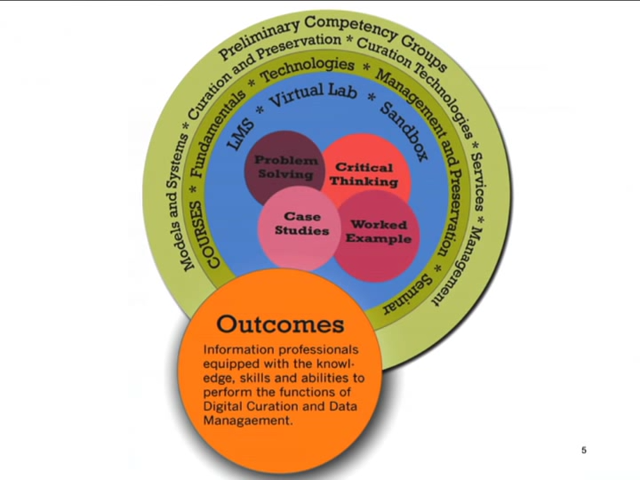 Preliminary Competency Groups
Models and Systems * Curation and Preservation * Curation Technologies * Services * Management
COURSES * Fundamentals * Technologies * Management and Preservation * Seminar
LMS * Virtual Lab * Sandbox
Problem
Solving
Critical
Thinking
Case
Studies
Worked
Example
Outcomes
Information professionals
equipped with the knowl-
edge, skills and abilities to
perform the functions of
Digital Curation and Data
Managaement.
5